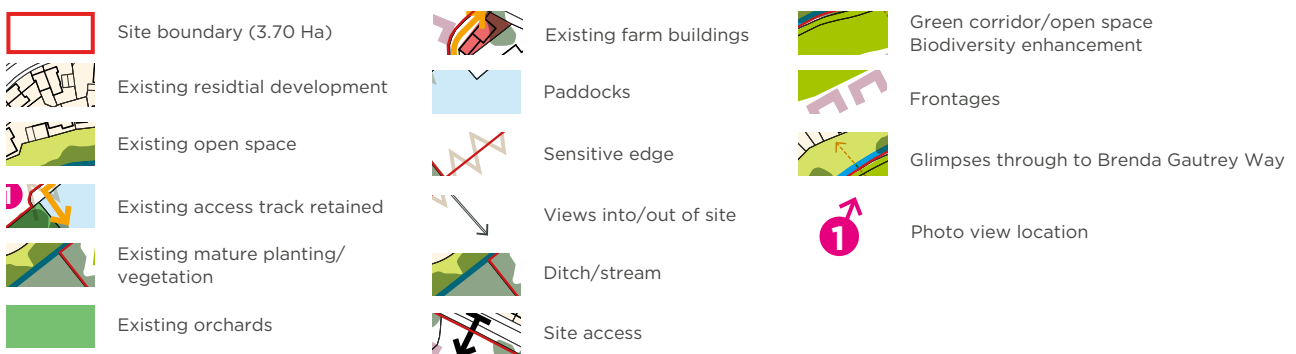 Site boundary (3.70 Ha)
Existing residtial development
Existing open space
1
Existing access track retained
Existing mature planting/
vegetation
Existing orchards
Existing farm buildings
Paddocks
Sensitive edge
Views into/out of site
Ditch/stream
Site access
Green corridor/open space
Biodiversity enhancement
Frontages
Glimpses through to Brenda Gautrey Way
1
Photo view location